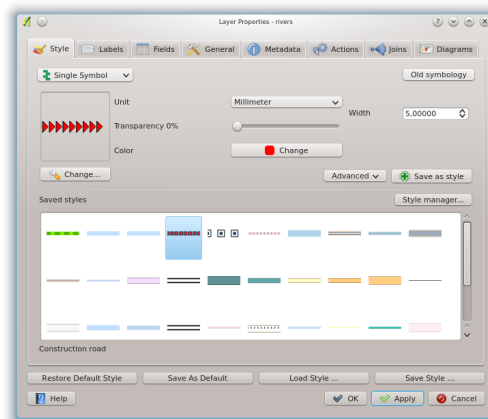 Layer Properties - rivers
Style Labels Fields General Metadata Actions Joins Diagrams
Single Symbol Old symbology
Unit Millimeter Width 5,00000
Transparency 0%
Color Change
Change... Advanced Save as style
Saved styles Style manager...
Construction road
Restore Default Style Save As Default Load Style ... Save Style ...
Help OK Apply Cancel